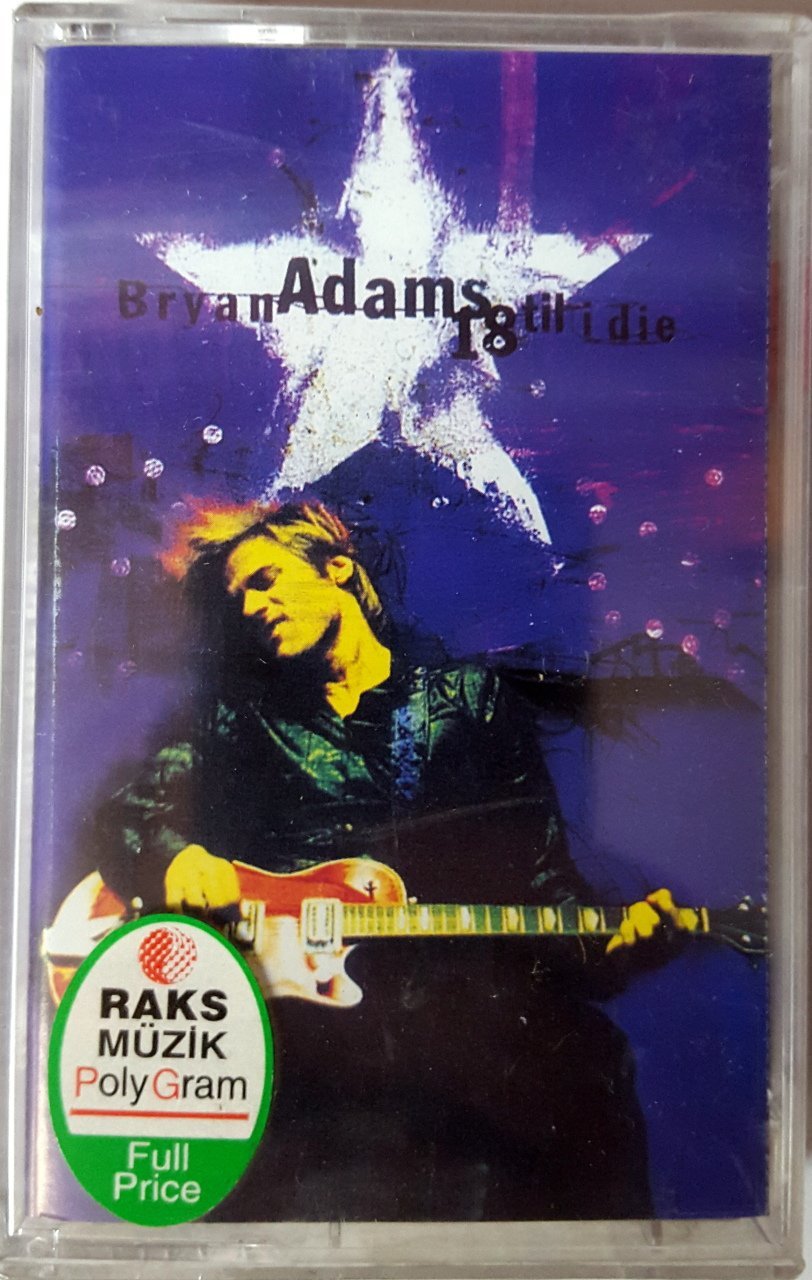 Bryan Adams
18 til i die
RAKS
MÜZİK
PolyGram
Full
Price